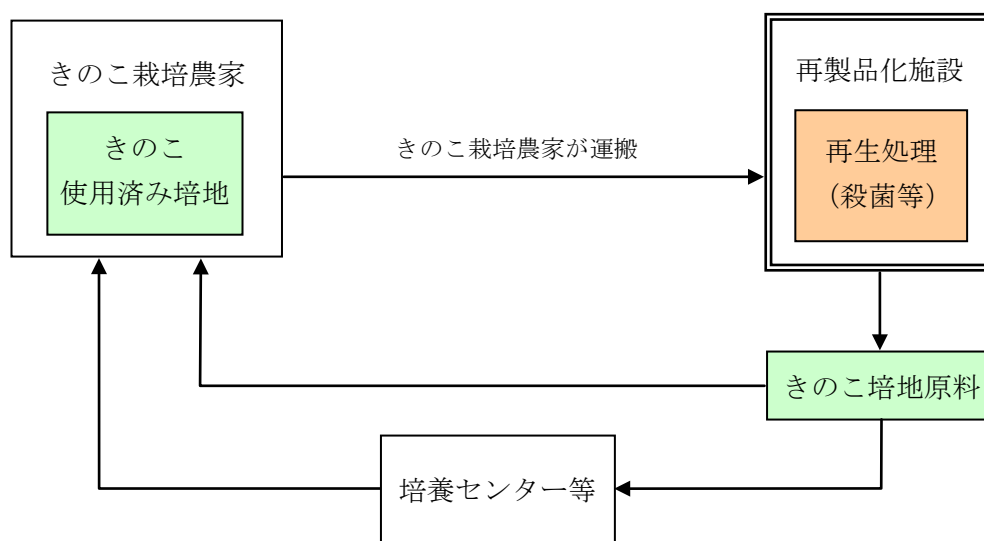 きのこ栽培農家
きのこ
使用済み培地
きのこ栽培農家が運搬
再製品化施設
再生処理
（殺菌等）
きのこ培地原料
培養センター等